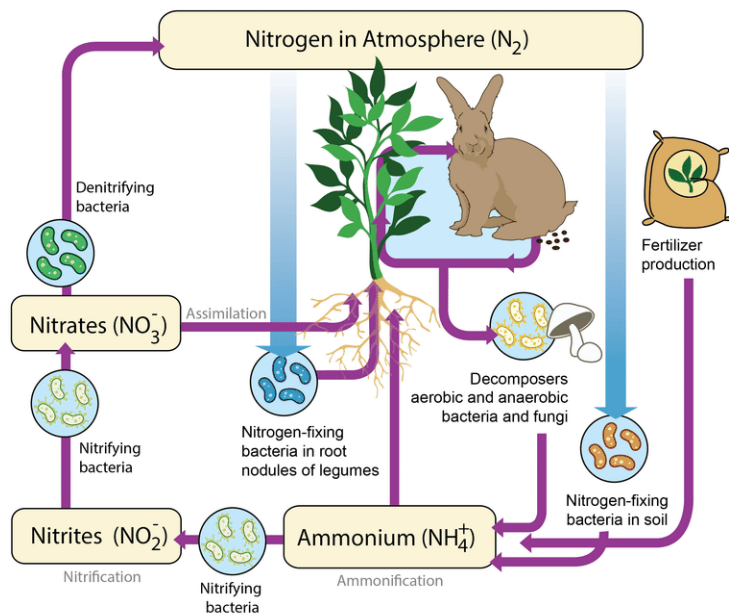 Nitrogen in Atmosphere (N₂)
Denitrifying
bacteria
Fertilizer
production
Nitrates (NO₃⁻)
Assimilation
Decomposers
aerobic and anaerobic
bacteria and fungi
Nitrifying
bacteria
Nitrogen-fixing
bacteria in root
nodules of legumes
Nitrogen-fixing
bacteria in soil
Nitrites (NO₂⁻)
Ammonium (NH₄⁺)
Nitrification
Nitrifying
bacteria
Ammonification